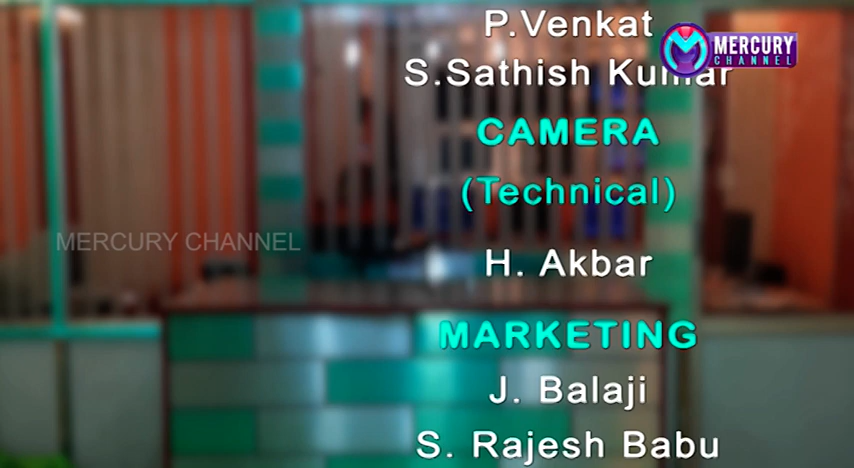 P.Venkat
MERCURY
CHANNEL
S.Sathish Kumar
CAMERA
(Technical)
MERCURY CHANNEL
H. Akbar
MARKETING
J. Balaji
S. Rajesh Babu